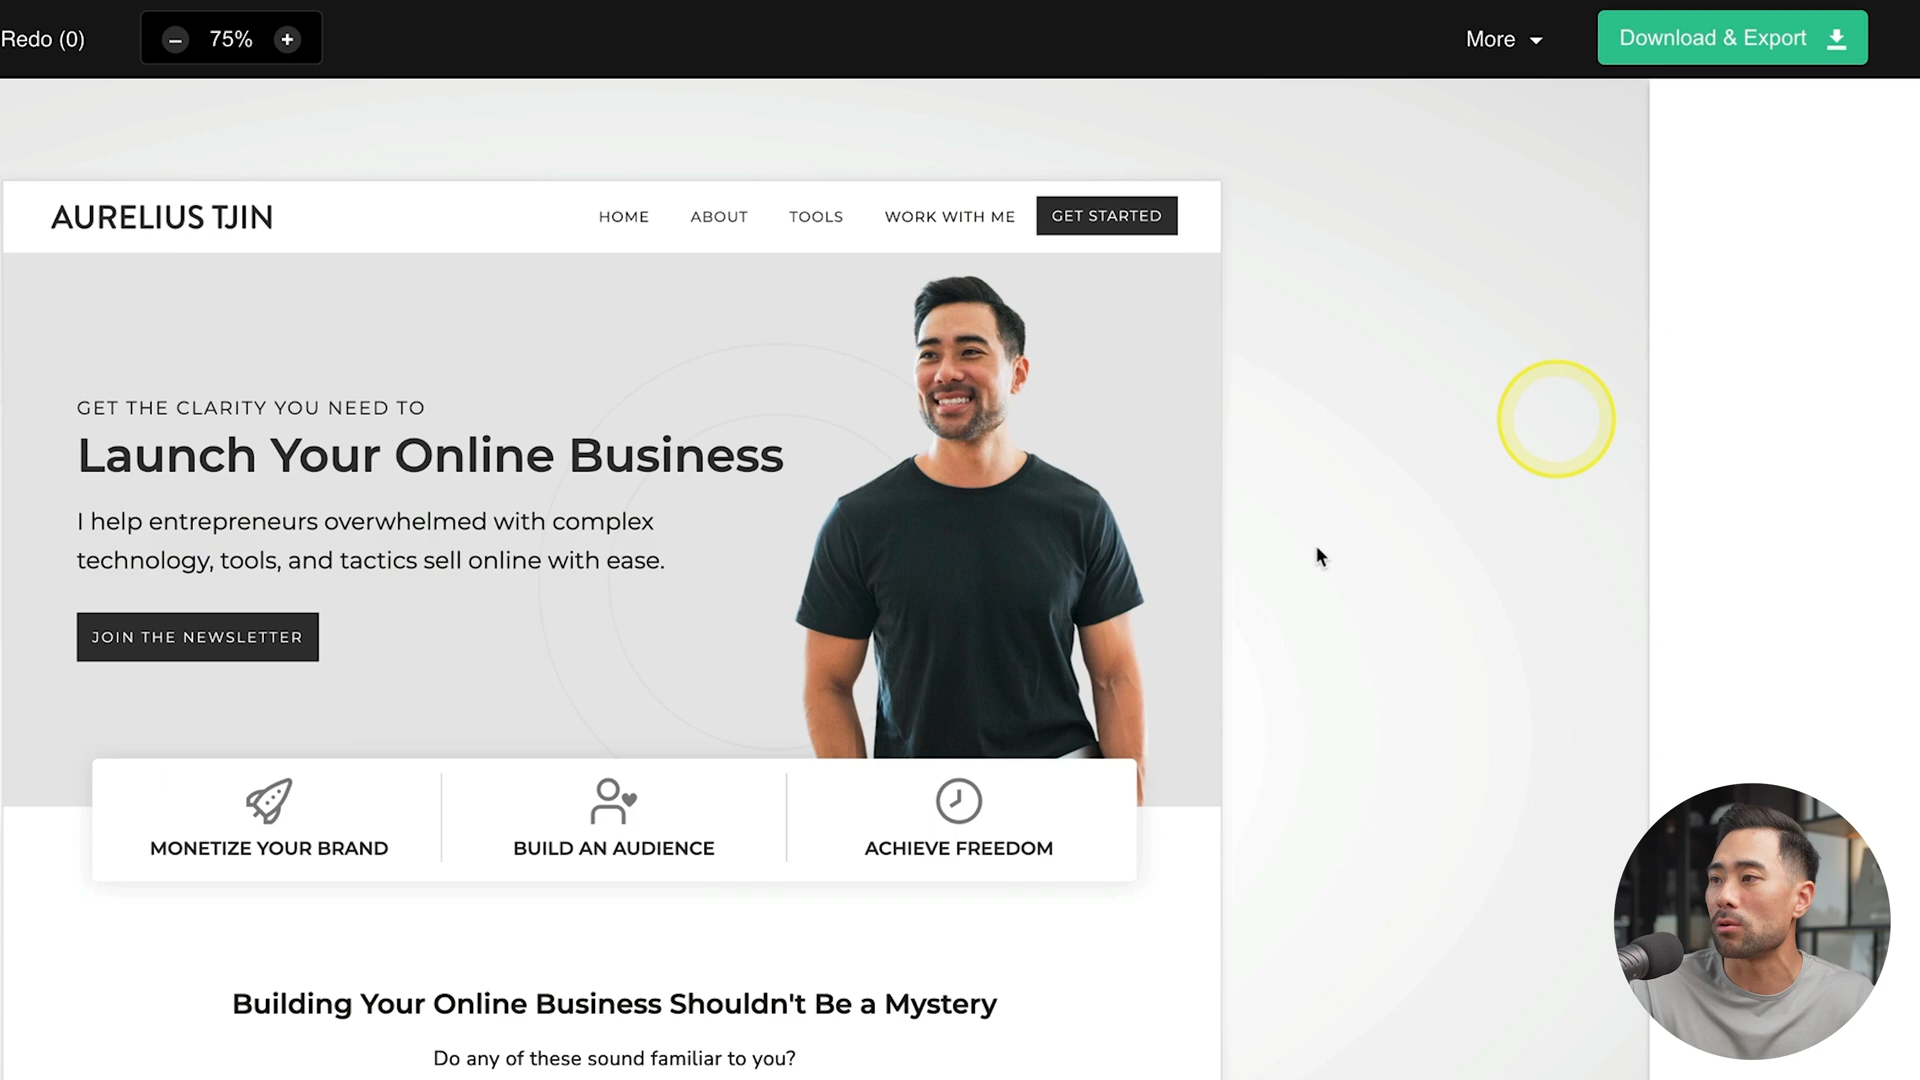 Redo (0)
75%
More
Download & Export
AURELIUS TJIN
HOME
ABOUT
TOOLS
WORK WITH ME
GET STARTED
GET THE CLARITY YOU NEED TO
Launch Your Online Business
I help entrepreneurs overwhelmed with complex
technology, tools, and tactics sell online with ease.
JOIN THE NEWSLETTER
MONETIZE YOUR BRAND
BUILD AN AUDIENCE
ACHIEVE FREEDOM
Building Your Online Business Shouldn't Be a Mystery
Do any of these sound familiar to you?